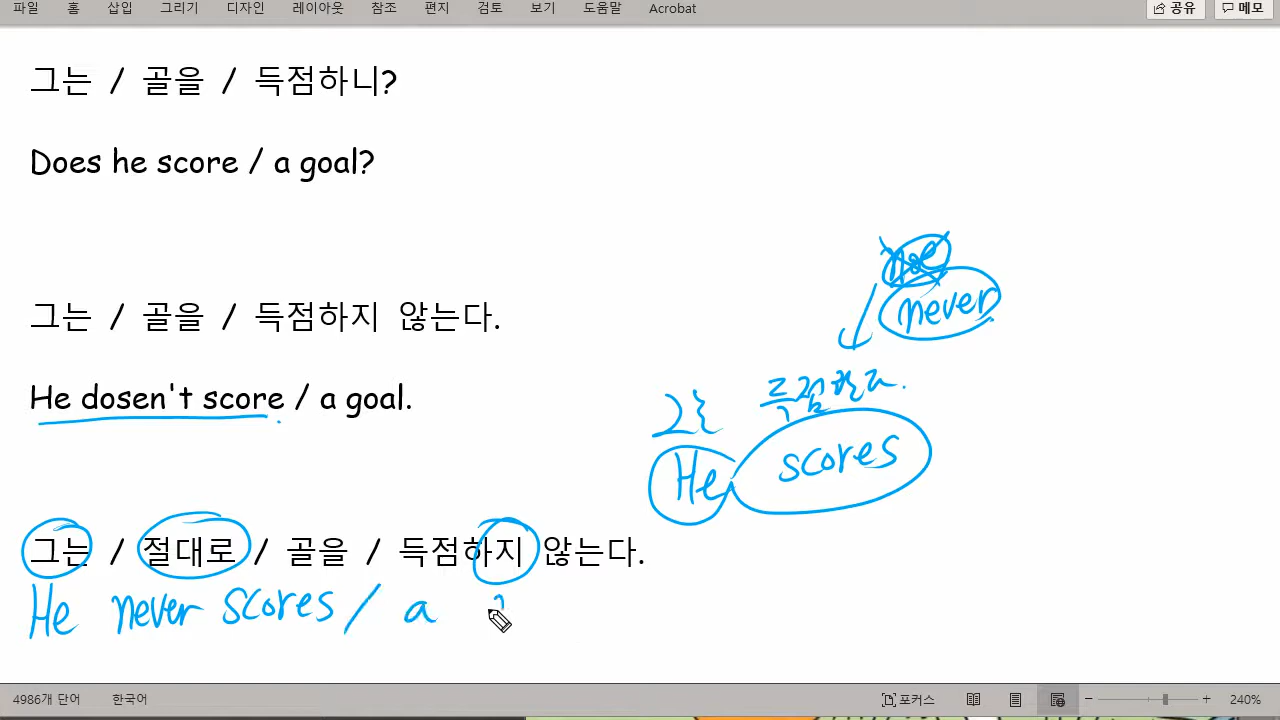 파일 홈 삽입 그리기 디자인 레이아웃 참조 편지 검토 보기 도움말 Acrobat 공유 메모
그는 / 골을 / 득점하니?
Does he score / a goal?
never
그는 / 골을 / 득점하지 않는다.
득점한다.
He dosen't score / a goal.
그는
He scores
그는 / 절대로 / 골을 / 득점하지 않는다.
He never scores / a
4986개 단어 한국어 포커스 240%